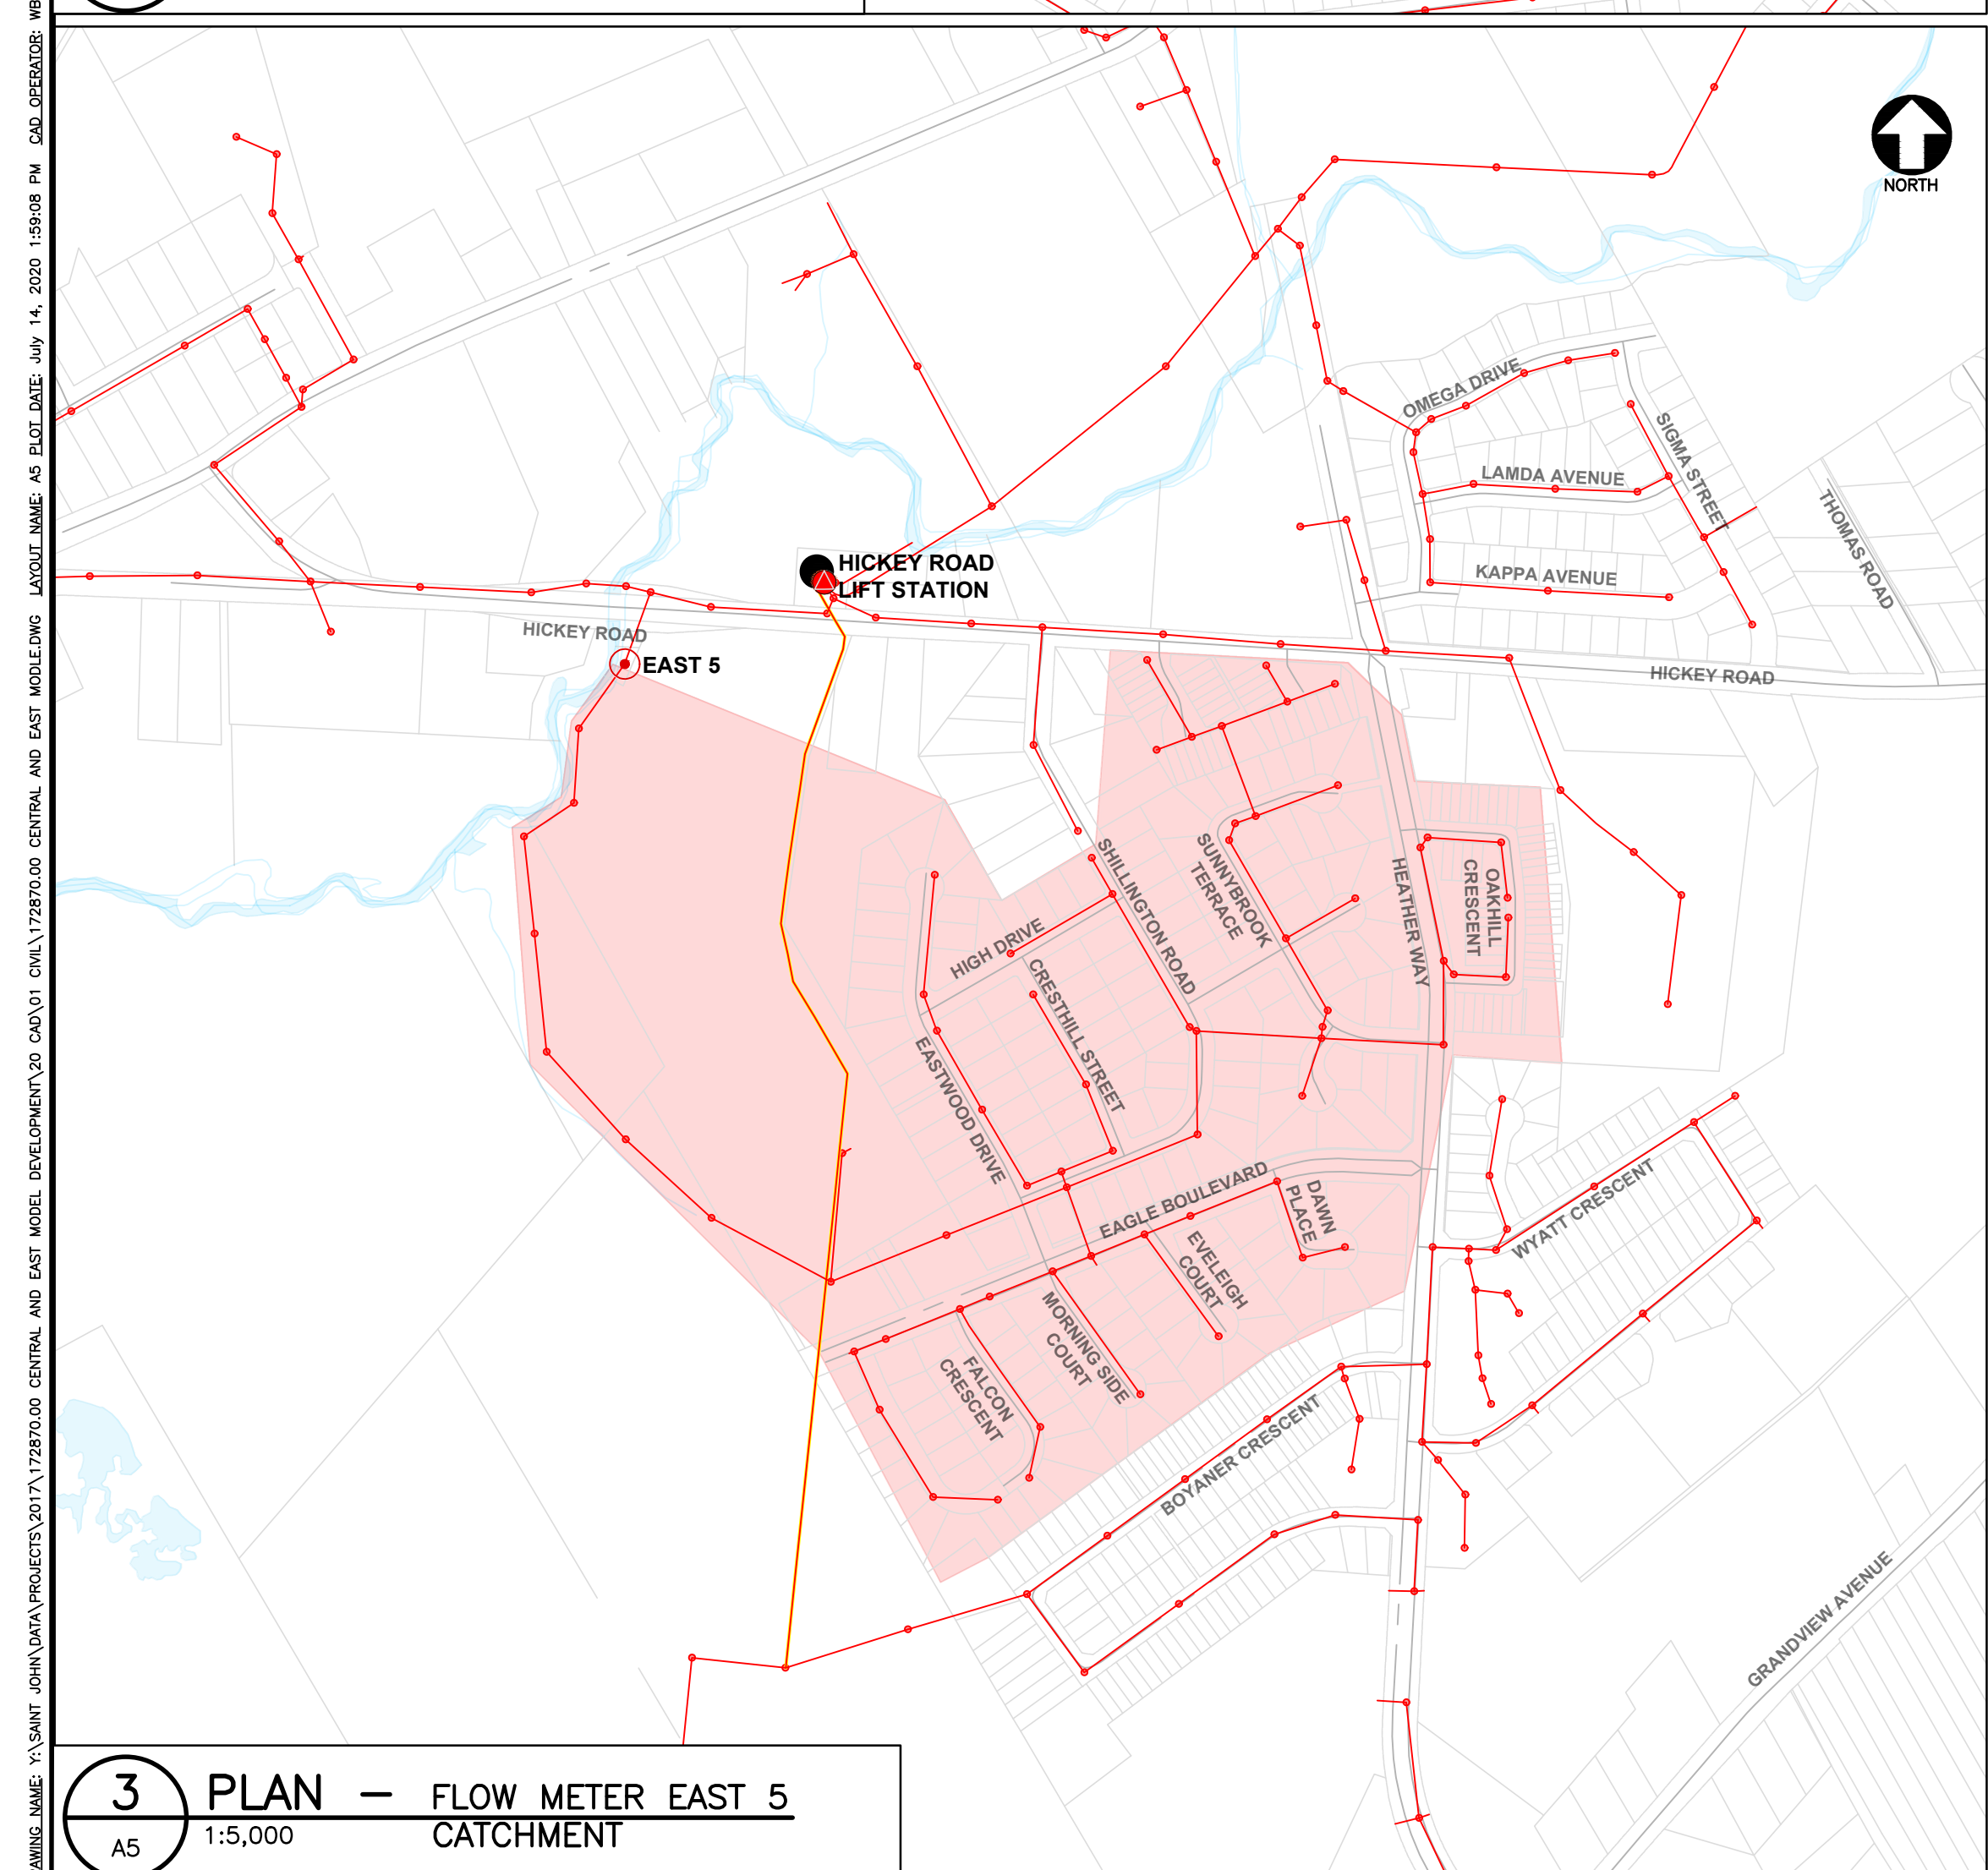 DRAWING NAME: Y:\SAINT JOHN\DATA\PROJECTS\2017\172870.00 CENTRAL AND EAST MODEL DEVELOPMENT\20 CAD\01 CIVIL\172870.00 CENTRAL AND EAST MODLE.DWG LAYOUT NAME: A5 PLOT DATE: July 14, 2020 1:59:08 PM CAD OPERATOR:
NORTH
OMEGA DRIVE
SIGMA STREET
LAMDA AVENUE
THOMAS ROAD
KAPPA AVENUE
HICKEY ROAD
LIFT STATION
HICKEY ROAD
EAST 5
HICKEY ROAD
SHILLINGTON ROAD
SUNNYBROOK
TERRACE
HEATHER WAY
OAKHILL
CRESCENT
HIGH DRIVE
CRESTHILL STREET
EASTWOOD DRIVE
EAGLE BOULEVARD
DAWN
PLACE
WYATT CRESCENT
EVELEIGH
COURT
MORNING SIDE
COURT
FALCON
CRESCENT
BOYANER CRESCENT
GRANDVIEW AVENUE
3
A5
PLAN - FLOW METER EAST 5
CATCHMENT
1:5,000